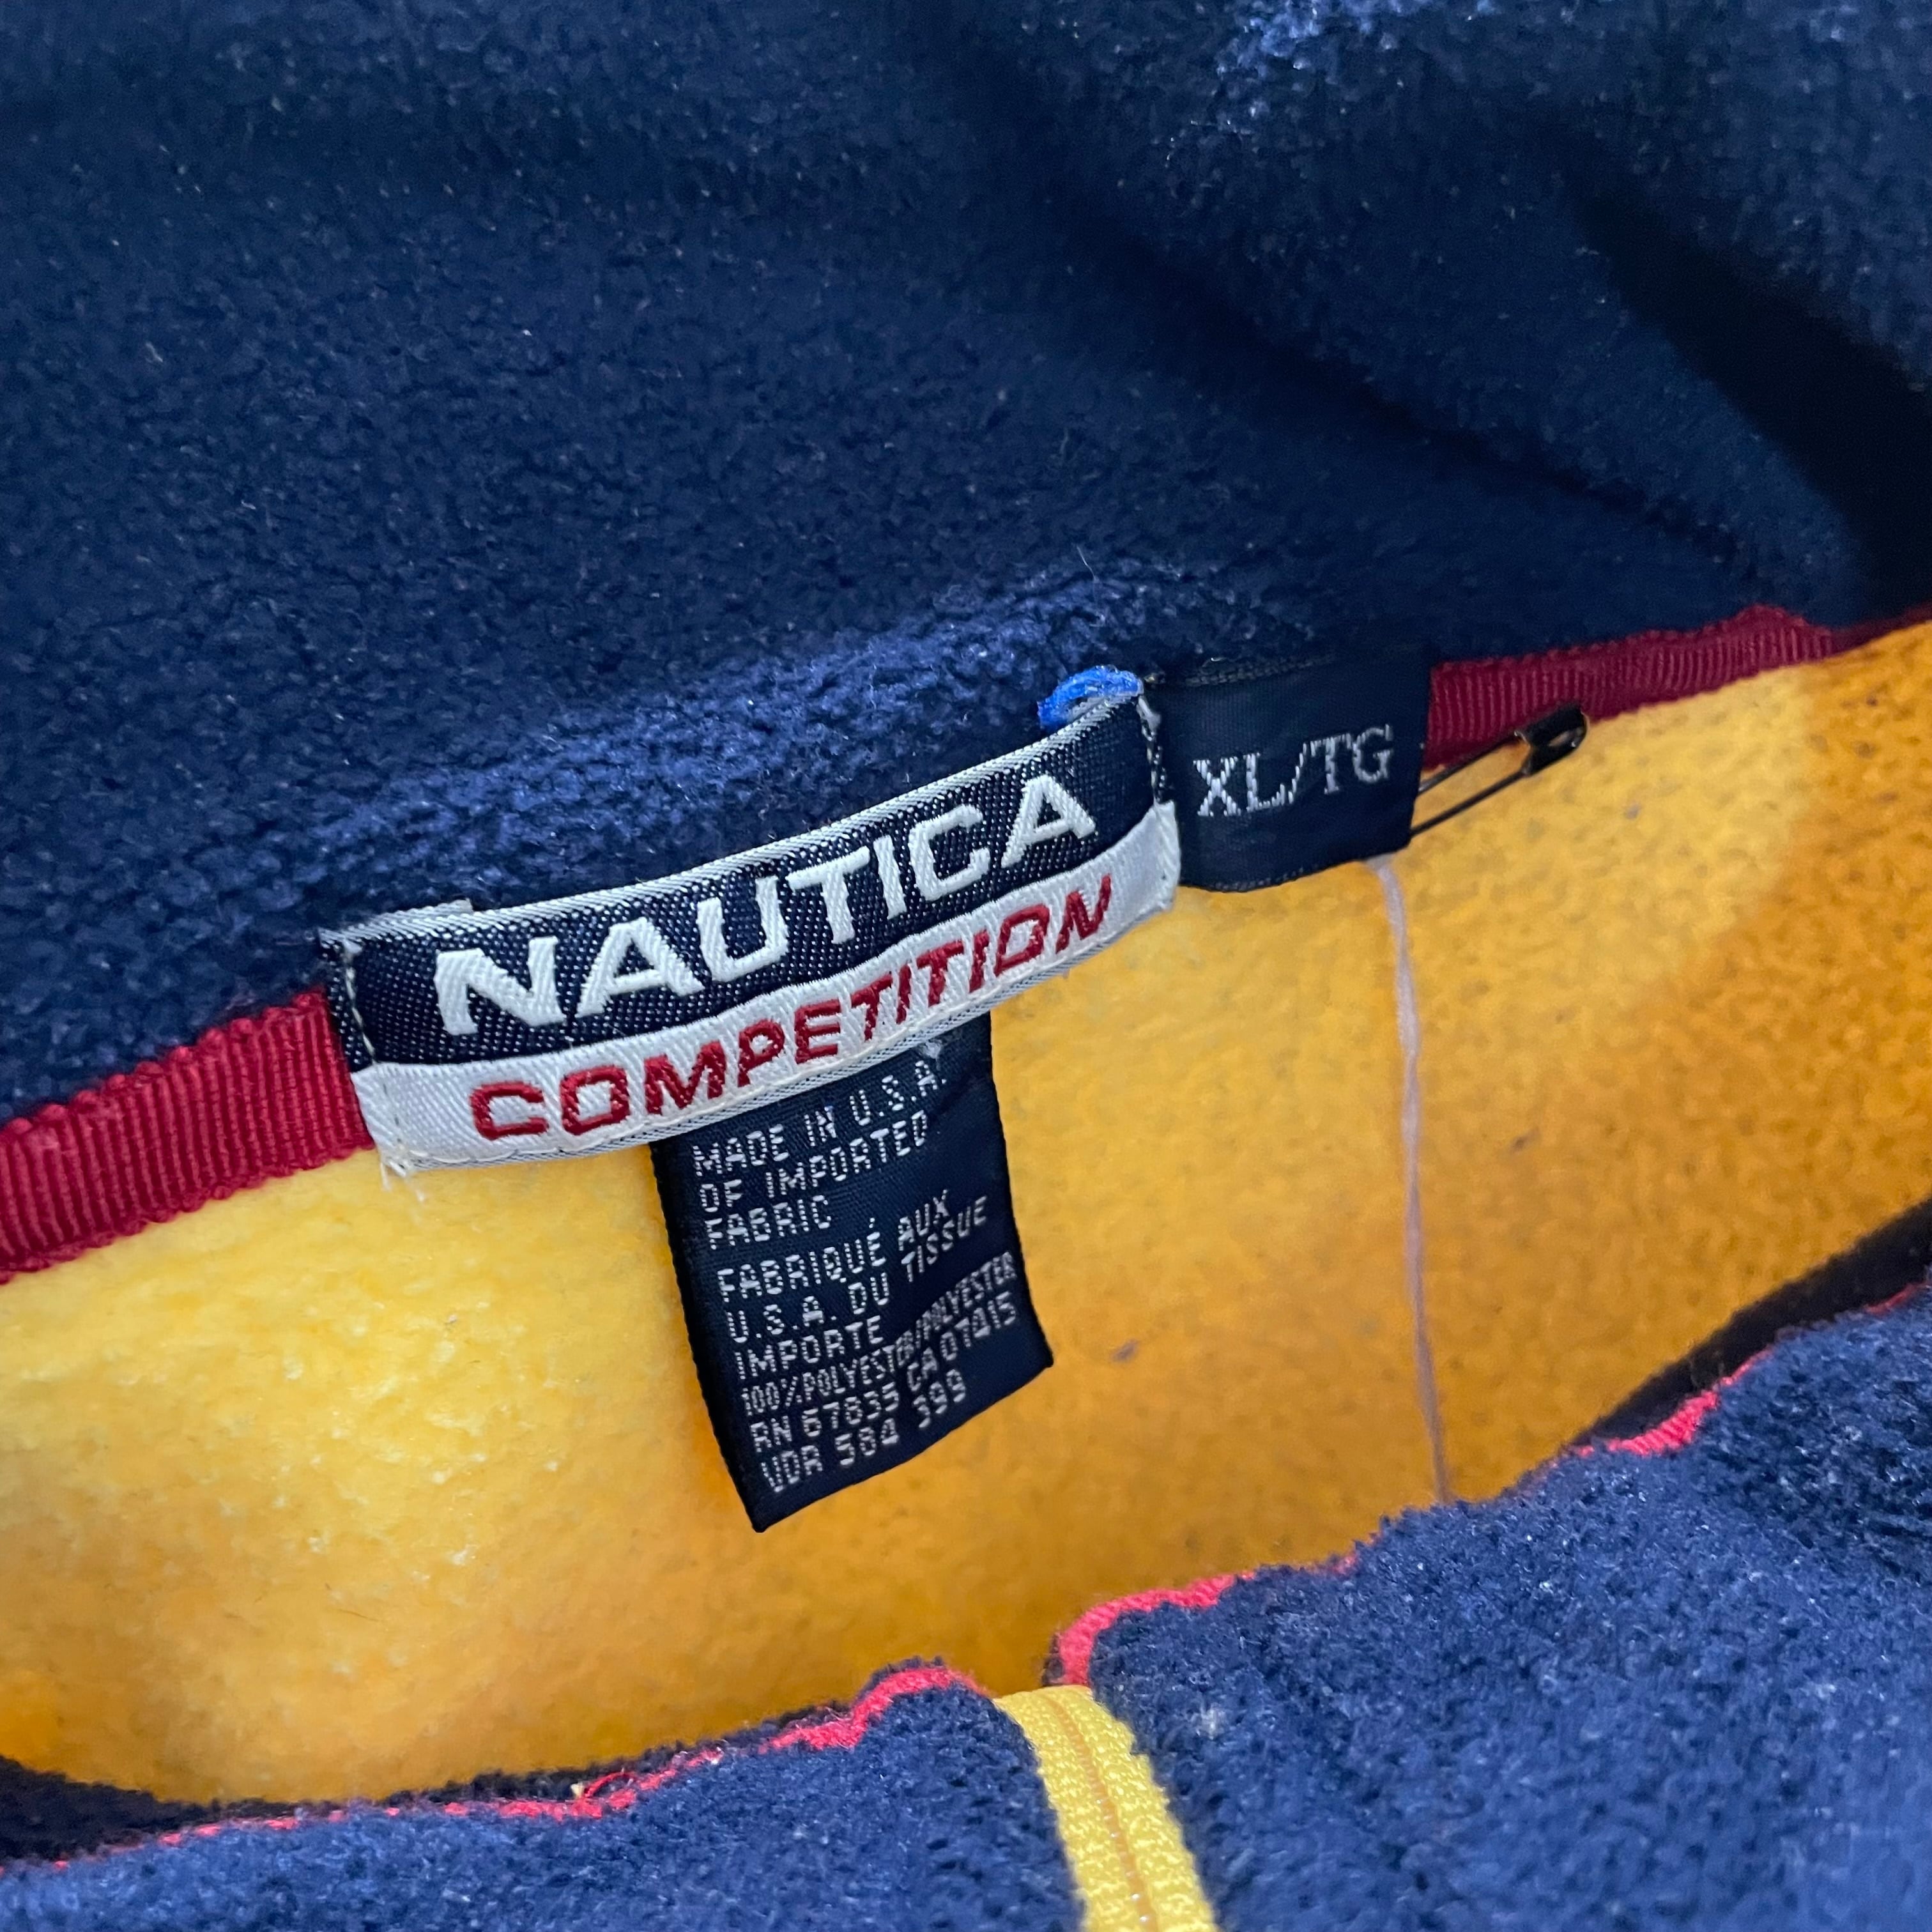 NAUTICA
COMPETITION
XL/TG
MADE IN U.S.A.
OF IMPORTED
FABRIC
FABRIQUÉ AUX
U.S.A. DU TISSUE
IMPORTE
100%POLYESTER/POLYESTER
RN 67835 CA 07415
VDR 584 399